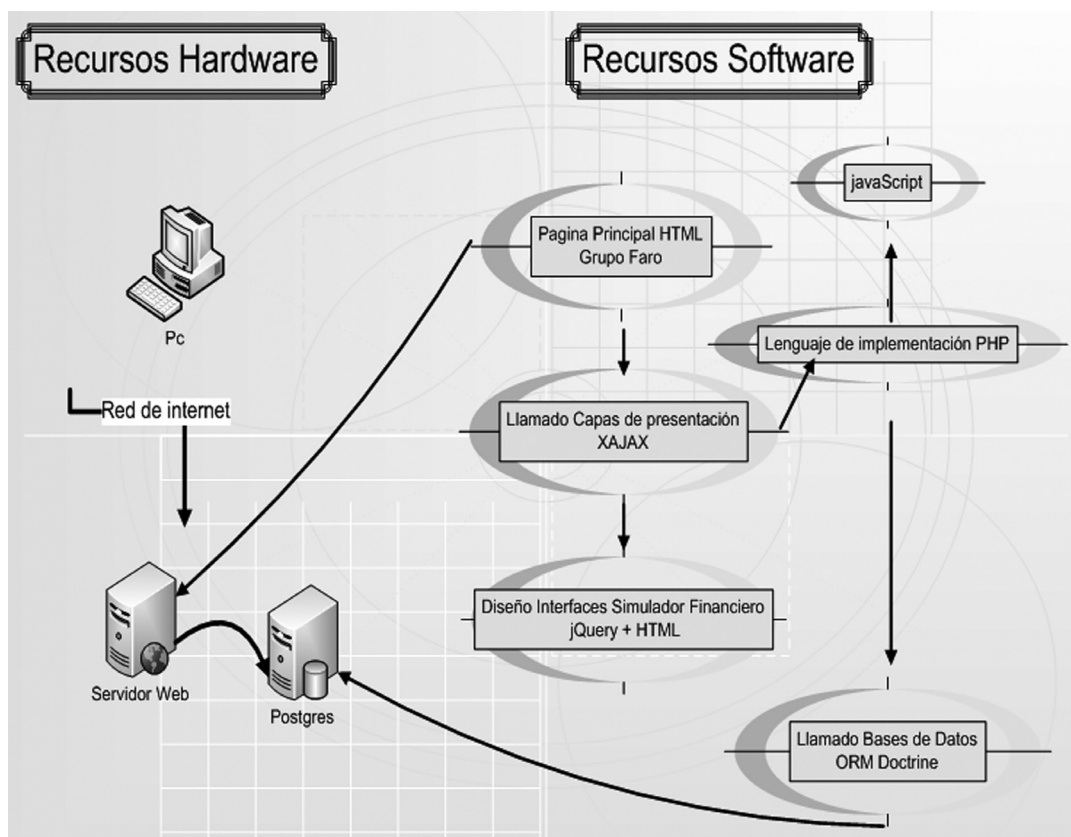 Recursos Hardware
Recursos Software
javaScript
Pagina Principal HTML
Grupo Faro
Pc
Lenguaje de implementación PHP
Red de internet
Llamado Capas de presentación
XAJAX
Diseño Interfaces Simulador Financiero
jQuery + HTML
Servidor Web
Postgres
Llamado Bases de Datos
ORM Doctrine